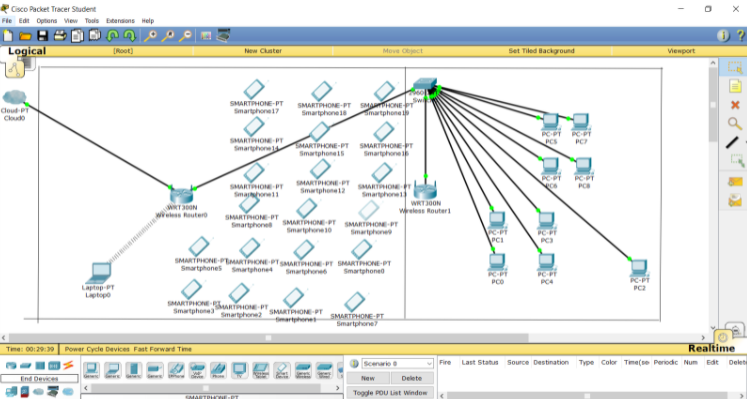 Cisco Packet Tracer Student
File Edit Options View Tools Extensions Help
Logical [Root] New Cluster Move Object Set Tiled Background Viewport
Cloud-PT
Cloud0
SMARTPHONE-PT
Smartphone17
SMARTPHONE-PT
Smartphone18
SMARTPHONE-PT
Smartphone19
SMARTPHONE-PT
Smartphone14
SMARTPHONE-PT
Smartphone15
SMARTPHONE-PT
Smartphone16
SMARTPHONE-PT
Smartphone11
SMARTPHONE-PT
Smartphone12
SMARTPHONE-PT
Smartphone13
WRT300N
Wireless Router0
SMARTPHONE-PT
Smartphone8
SMARTPHONE-PT
Smartphone10
SMARTPHONE-PT
Smartphone9
WRT300N
Wireless Router1
SMARTPHONE-PT
Smartphone5
SMARTPHONE-PT
Smartphone4
SMARTPHONE-PT
Smartphone6
SMARTPHONE-PT
Smartphone0
SMARTPHONE-PT
Smartphone3
SMARTPHONE-PT
Smartphone2
SMARTPHONE-PT
Smartphone1
SMARTPHONE-PT
Smartphone7
Laptop-PT
Laptop0
PC-PT
PC5
PC-PT
PC7
PC-PT
PC6
PC-PT
PC8
PC-PT
PC1
PC-PT
PC3
PC-PT
PC0
PC-PT
PC4
PC-PT
PC2
Time: 00:29:39 Power Cycle Devices Fast Forward Time Realtime
End Devices
SMARTPHONE-PT
Scenario 0
New Delete
Toggle PDU List Window
Fire Last Status Source Destination Type Color Periodic Num Edit